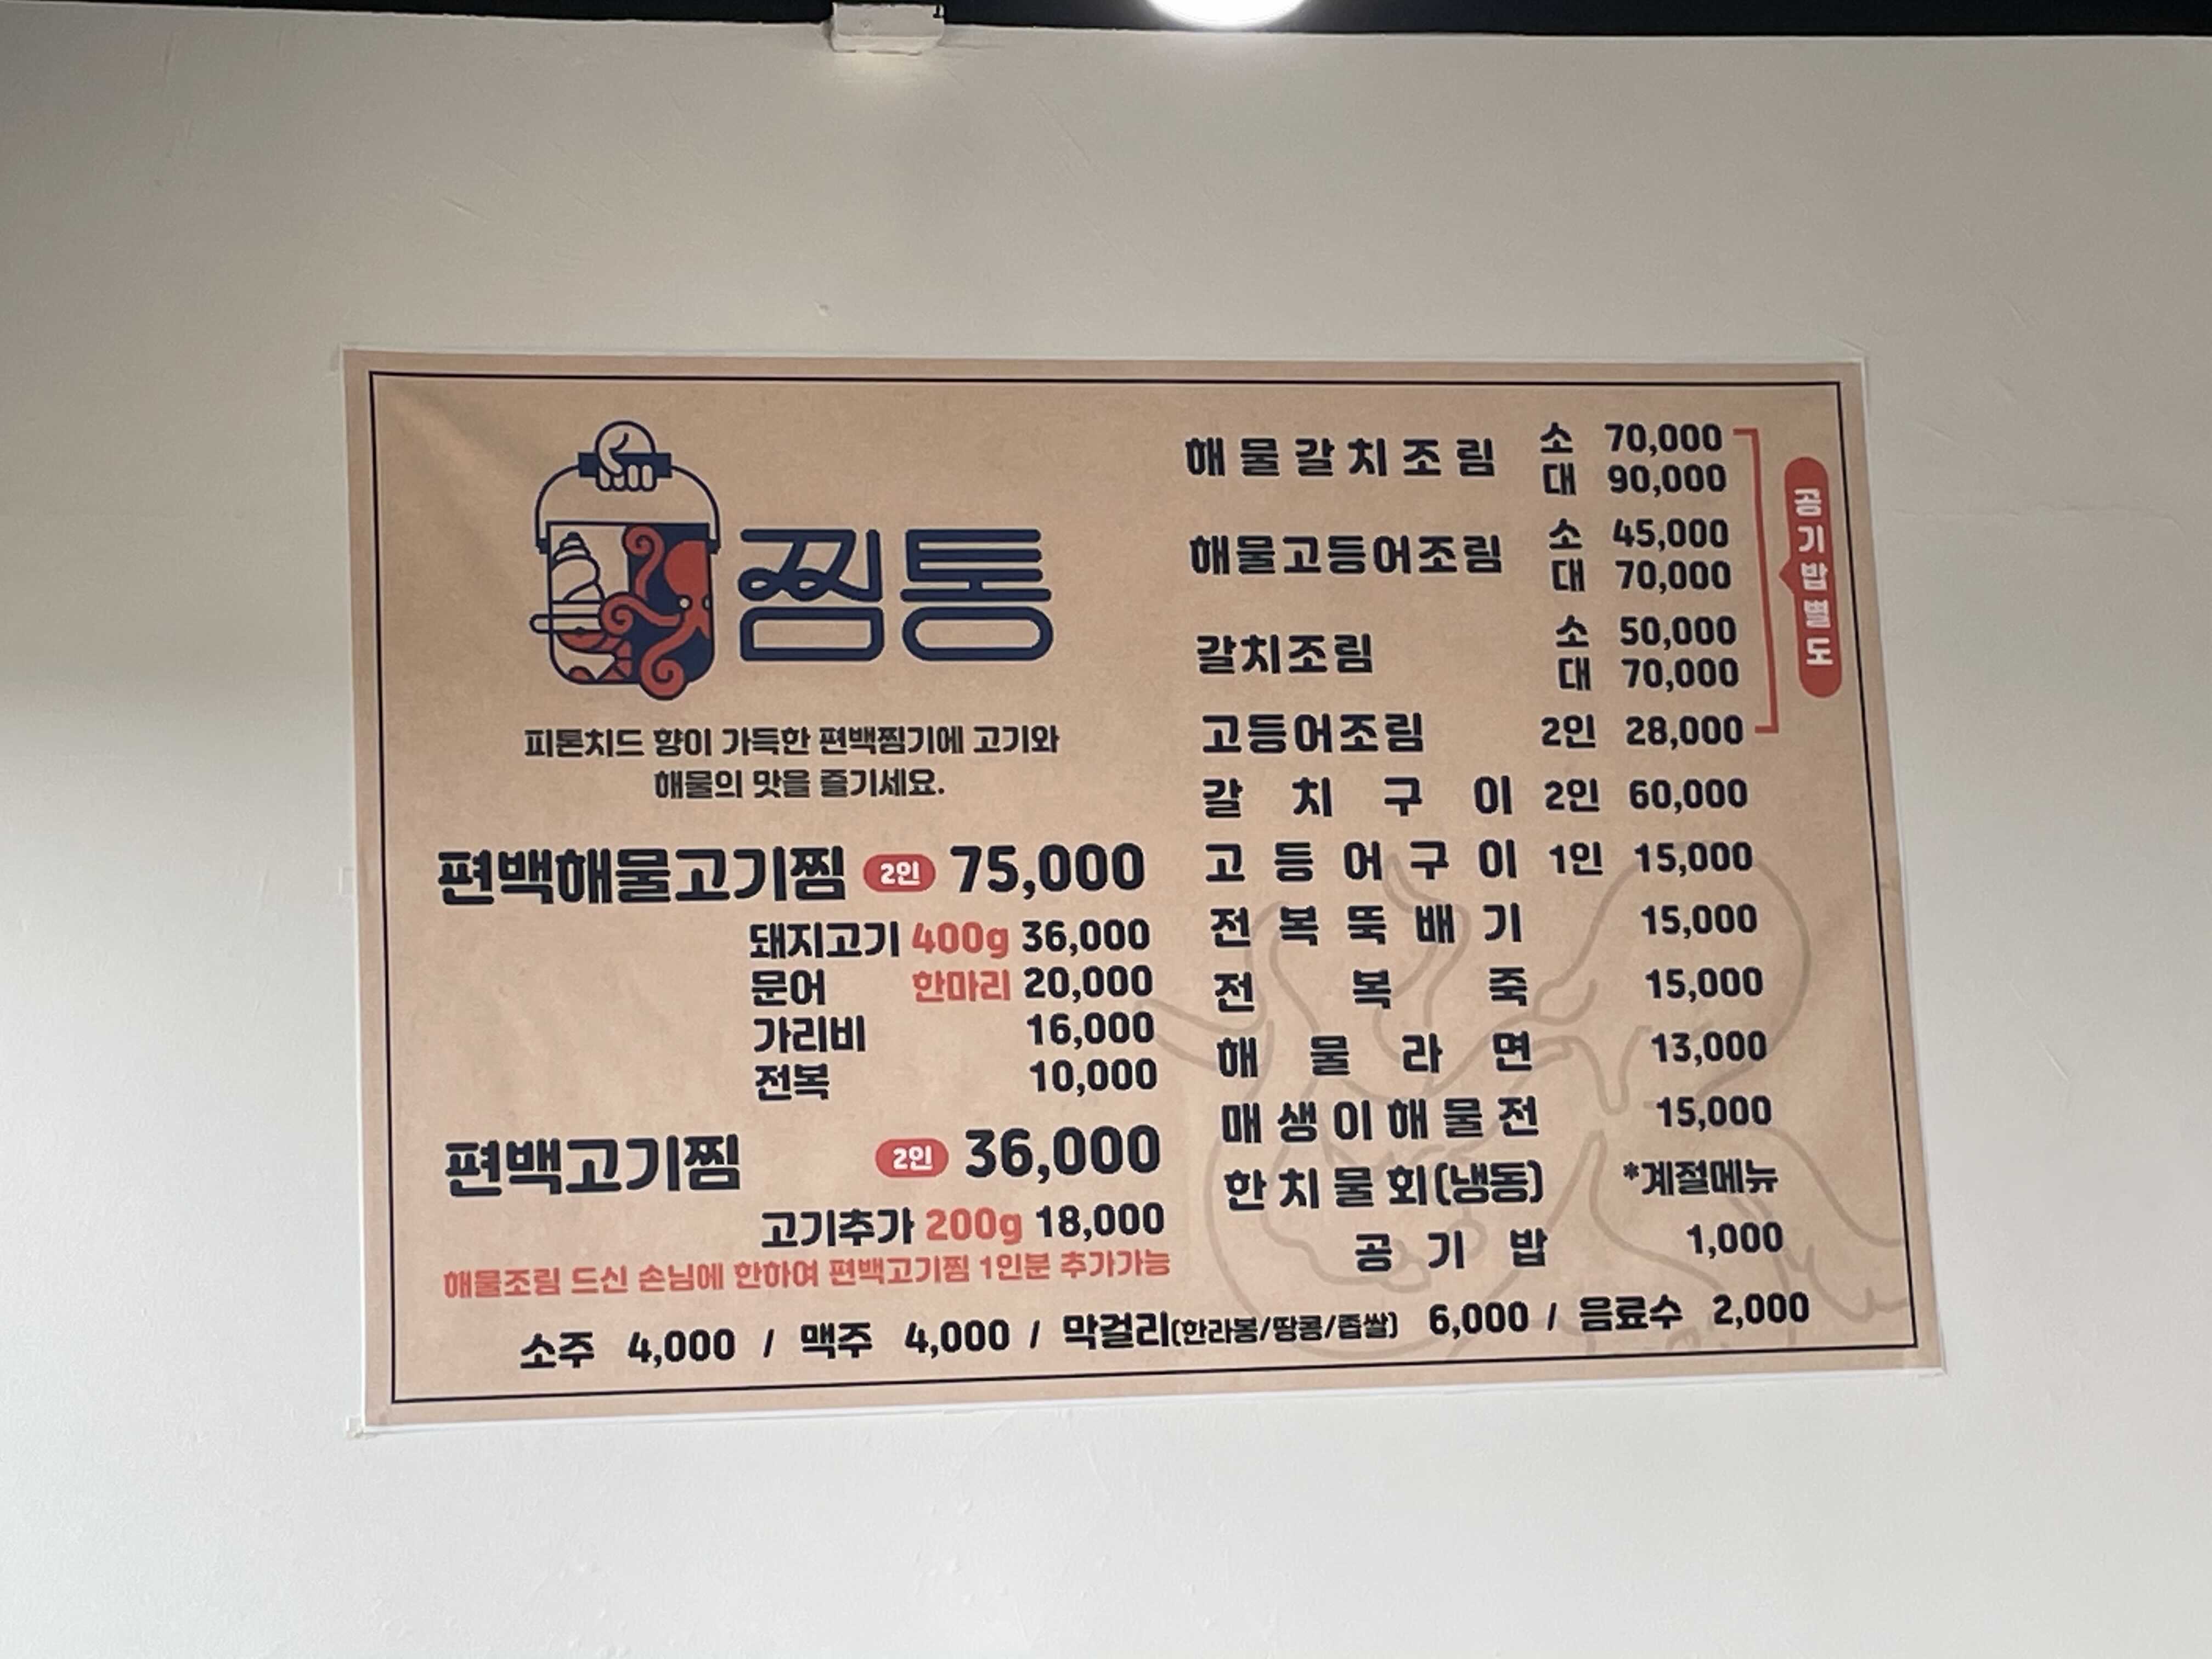 찜통
피톤치드 향이 가득한 편백찜기에 고기와
해물의 맛을 즐기세요.
편백해물고기찜 2인 75,000
돼지고기 400g 36,000
문어 한마리 20,000
가리비 16,000
전복 10,000
편백고기찜 2인 36,000
고기추가 200g 18,000
해물조림 드신 손님에 한하여 편백고기찜 1인분 추가가능
해물갈치조림 소 70,000
대 90,000
해물고등어조림 소 45,000
대 70,000
갈치조림 소 50,000
대 70,000
고등어조림 2인 28,000
공기밥별도
갈치구이 2인 60,000
고등어구이 1인 15,000
전복뚝배기 15,000
전복죽 15,000
해물라면 13,000
매생이해물전 15,000
한치물회(냉동) *계절메뉴
공기밥 1,000
소주 4,000 / 맥주 4,000 / 막걸리(한라봉/땅콩/좁쌀) 6,000 / 음료수 2,000